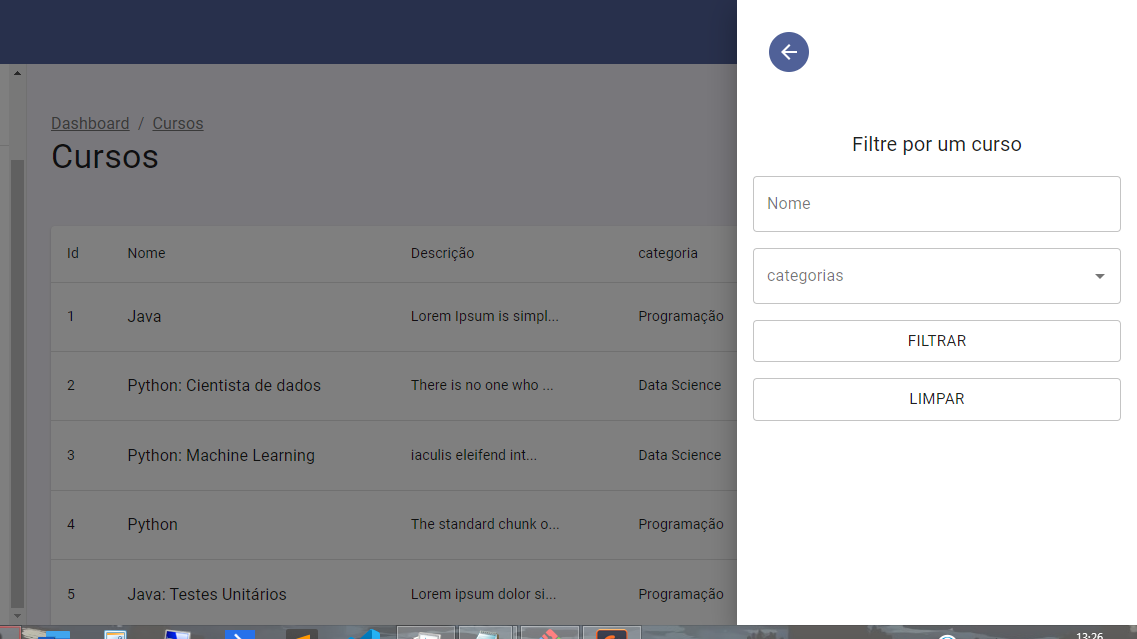 Dashboard / Cursos
Cursos
Id Nome Descrição categoria
1 Java Lorem Ipsum is simpl... Programação
2 Python: Cientista de dados There is no one who ... Data Science
3 Python: Machine Learning iaculis eleifend int... Data Science
4 Python The standard chunk o... Programação
5 Java: Testes Unitários Lorem ipsum dolor si... Programação
Filtre por um curso
Nome
categorias
FILTRAR
LIMPAR
13:26